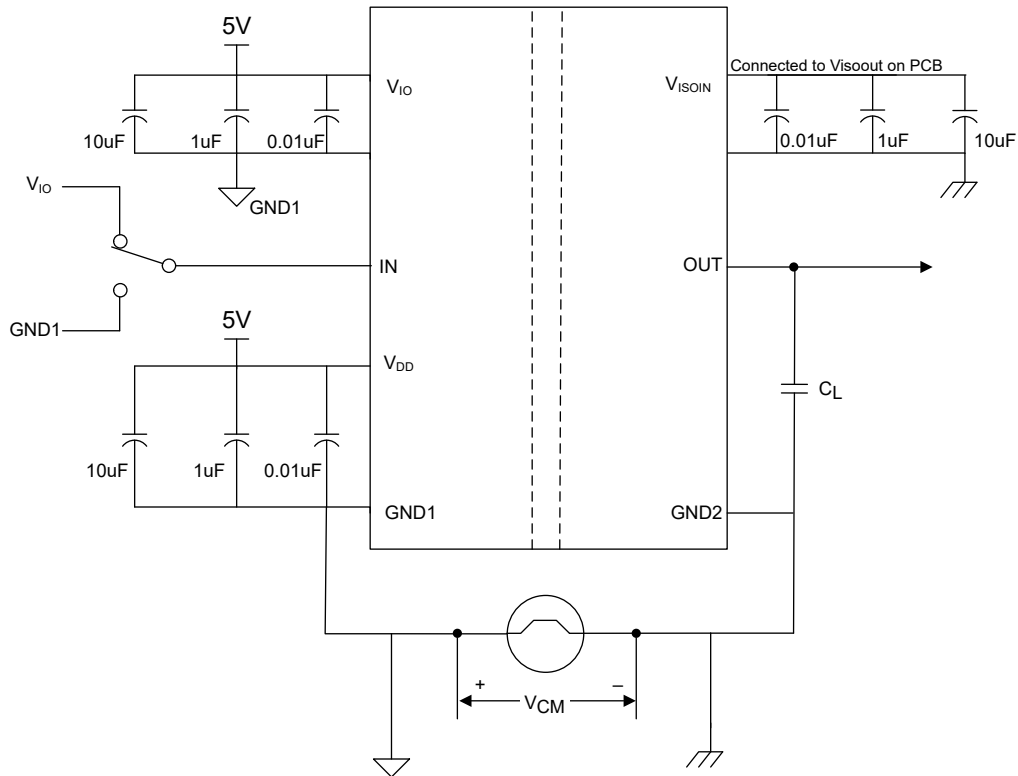 5V
Connected to Visoout on PCB
VIO
VISOIN
10uF
1uF
0.01uF
0.01uF
1uF
10uF
VIO
GND1
IN
OUT
GND1
5V
VDD
CL
10uF
1uF
0.01uF
GND1
GND2
+
–
VCM